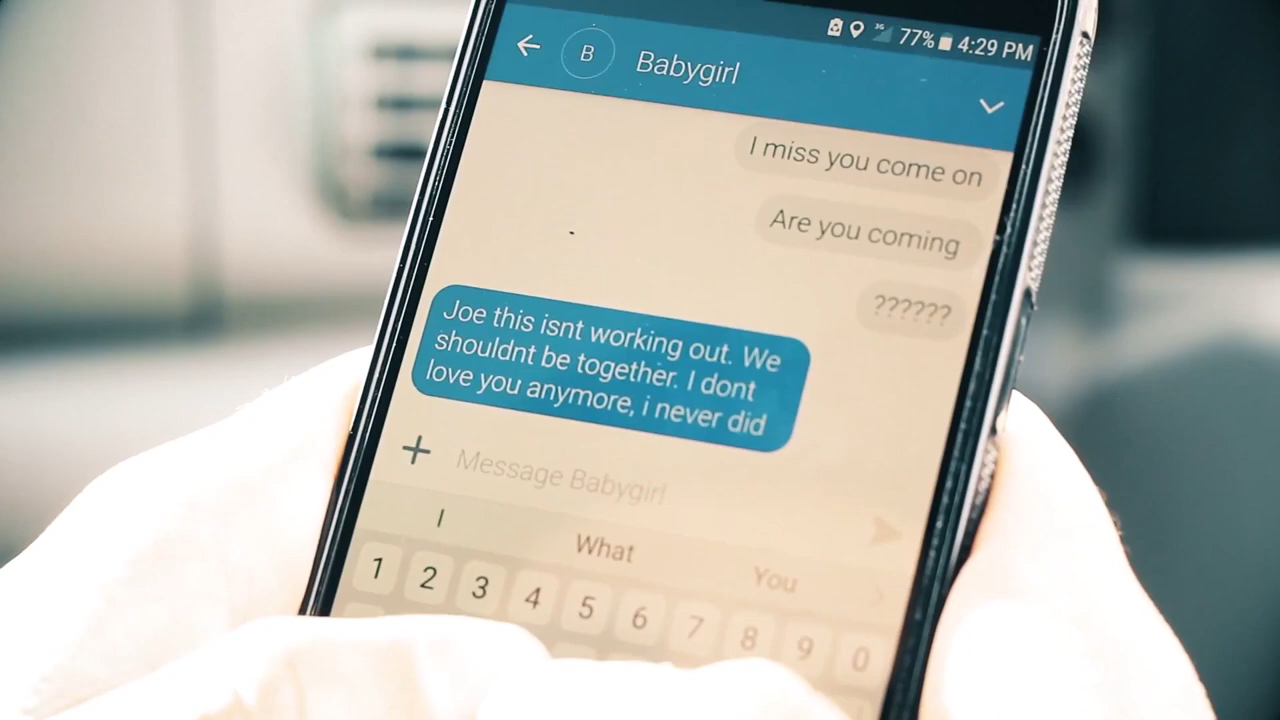 3G 77% 4:29 PM
B Babygirl
I miss you come on
Are you coming
??????
Joe this isnt working out. We
shouldnt be together. I dont
love you anymore, i never did
+ Message Babygirl
I What You
1 2 3 4 5 6 7 8 9 0